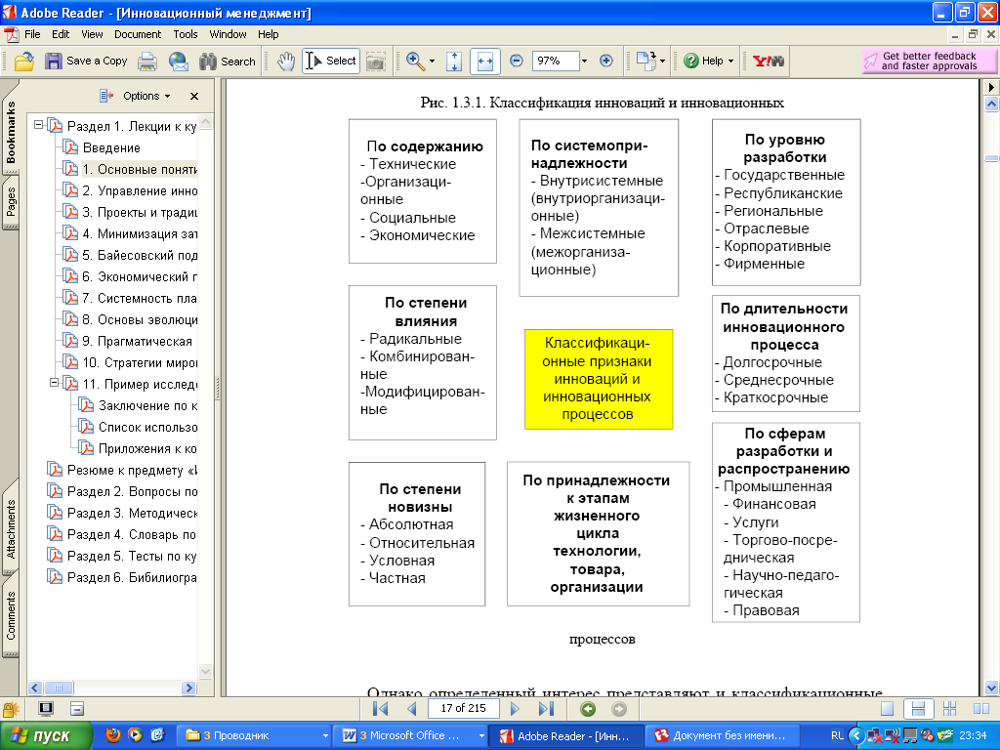 Adobe Reader - [Инновационный менеджмент]
File Edit View Document Tools Window Help
Save a Copy
Search
Select
97%
Help
Y!
Get better feedback
and faster approvals
Bookmarks
Pages
Attachments
Comments
Options
Раздел 1. Лекции к ку
Введение
1. Основные поняти
2. Управление инно
3. Проекты и тради
4. Минимизация зат
5. Байесовский под
6. Экономический г
7. Системность пла
8. Основы эволюци
9. Прагматическая
10. Стратегии миро
11. Пример исслед
Заключение по к
Список использо
Приложения к ко
Резюме к предмету «И
Раздел 2. Вопросы по
Раздел 3. Методическ
Раздел 4. Словарь по
Раздел 5. Тесты по ку
Раздел 6. Бибилиогра
Рис. 1.3.1. Классификация инноваций и инновационных
По содержанию
- Технические
-Организаци-
онные
- Социальные
- Экономические
По системопри-
надлежности
- Внутрисистемные
(внутриорганизаци-
онные)
- Межсистемные
(межорганиза-
ционные)
По уровню
разработки
- Государственные
- Республиканские
- Региональные
- Отраслевые
- Корпоративные
- Фирменные
По степени
влияния
- Радикальные
- Комбинирован-
ные
-Модифицирован-
ные
Классификаци-
онные признаки
инноваций и
инновационных
процессов
По длительности
инновационного
процесса
- Долгосрочные
- Среднесрочные
- Краткосрочные
По степени
новизны
- Абсолютная
- Относительная
- Условная
- Частная
По принадлежности
к этапам
жизненного
цикла
технологии,
товара,
организации
По сферам
разработки и
распространению
- Промышленная
- Финансовая
- Услуги
- Торгово-посре-
дническая
- Научно-педаго-
гическая
- Правовая
процессов
Однако определенный интерес представляют и классификационные
17 of 215
пуск
3 Проводник
3 Microsoft Office ...
Adobe Reader - [Инн...
Документ без имени...
RL
23:34